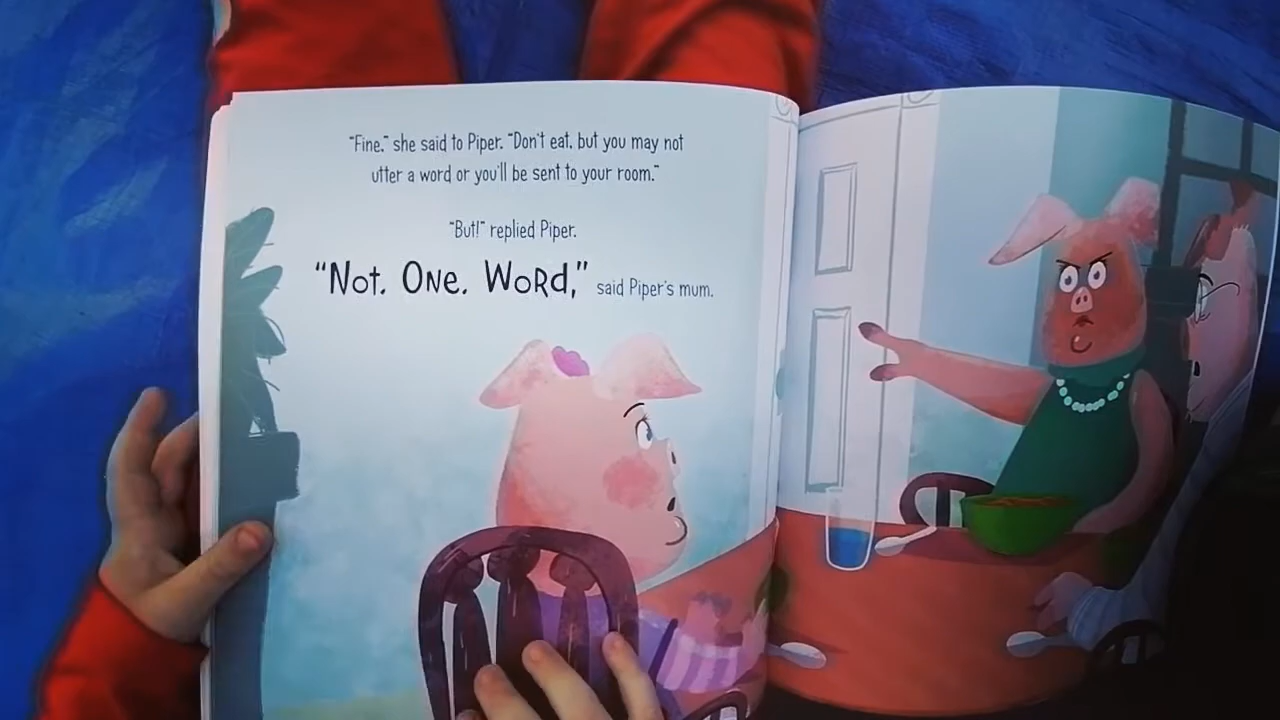 "Fine," she said to Piper. "Don't eat, but you may not
utter a word or you'll be sent to your room."
"But!" replied Piper.
"Not. One. Word," said Piper's mum.